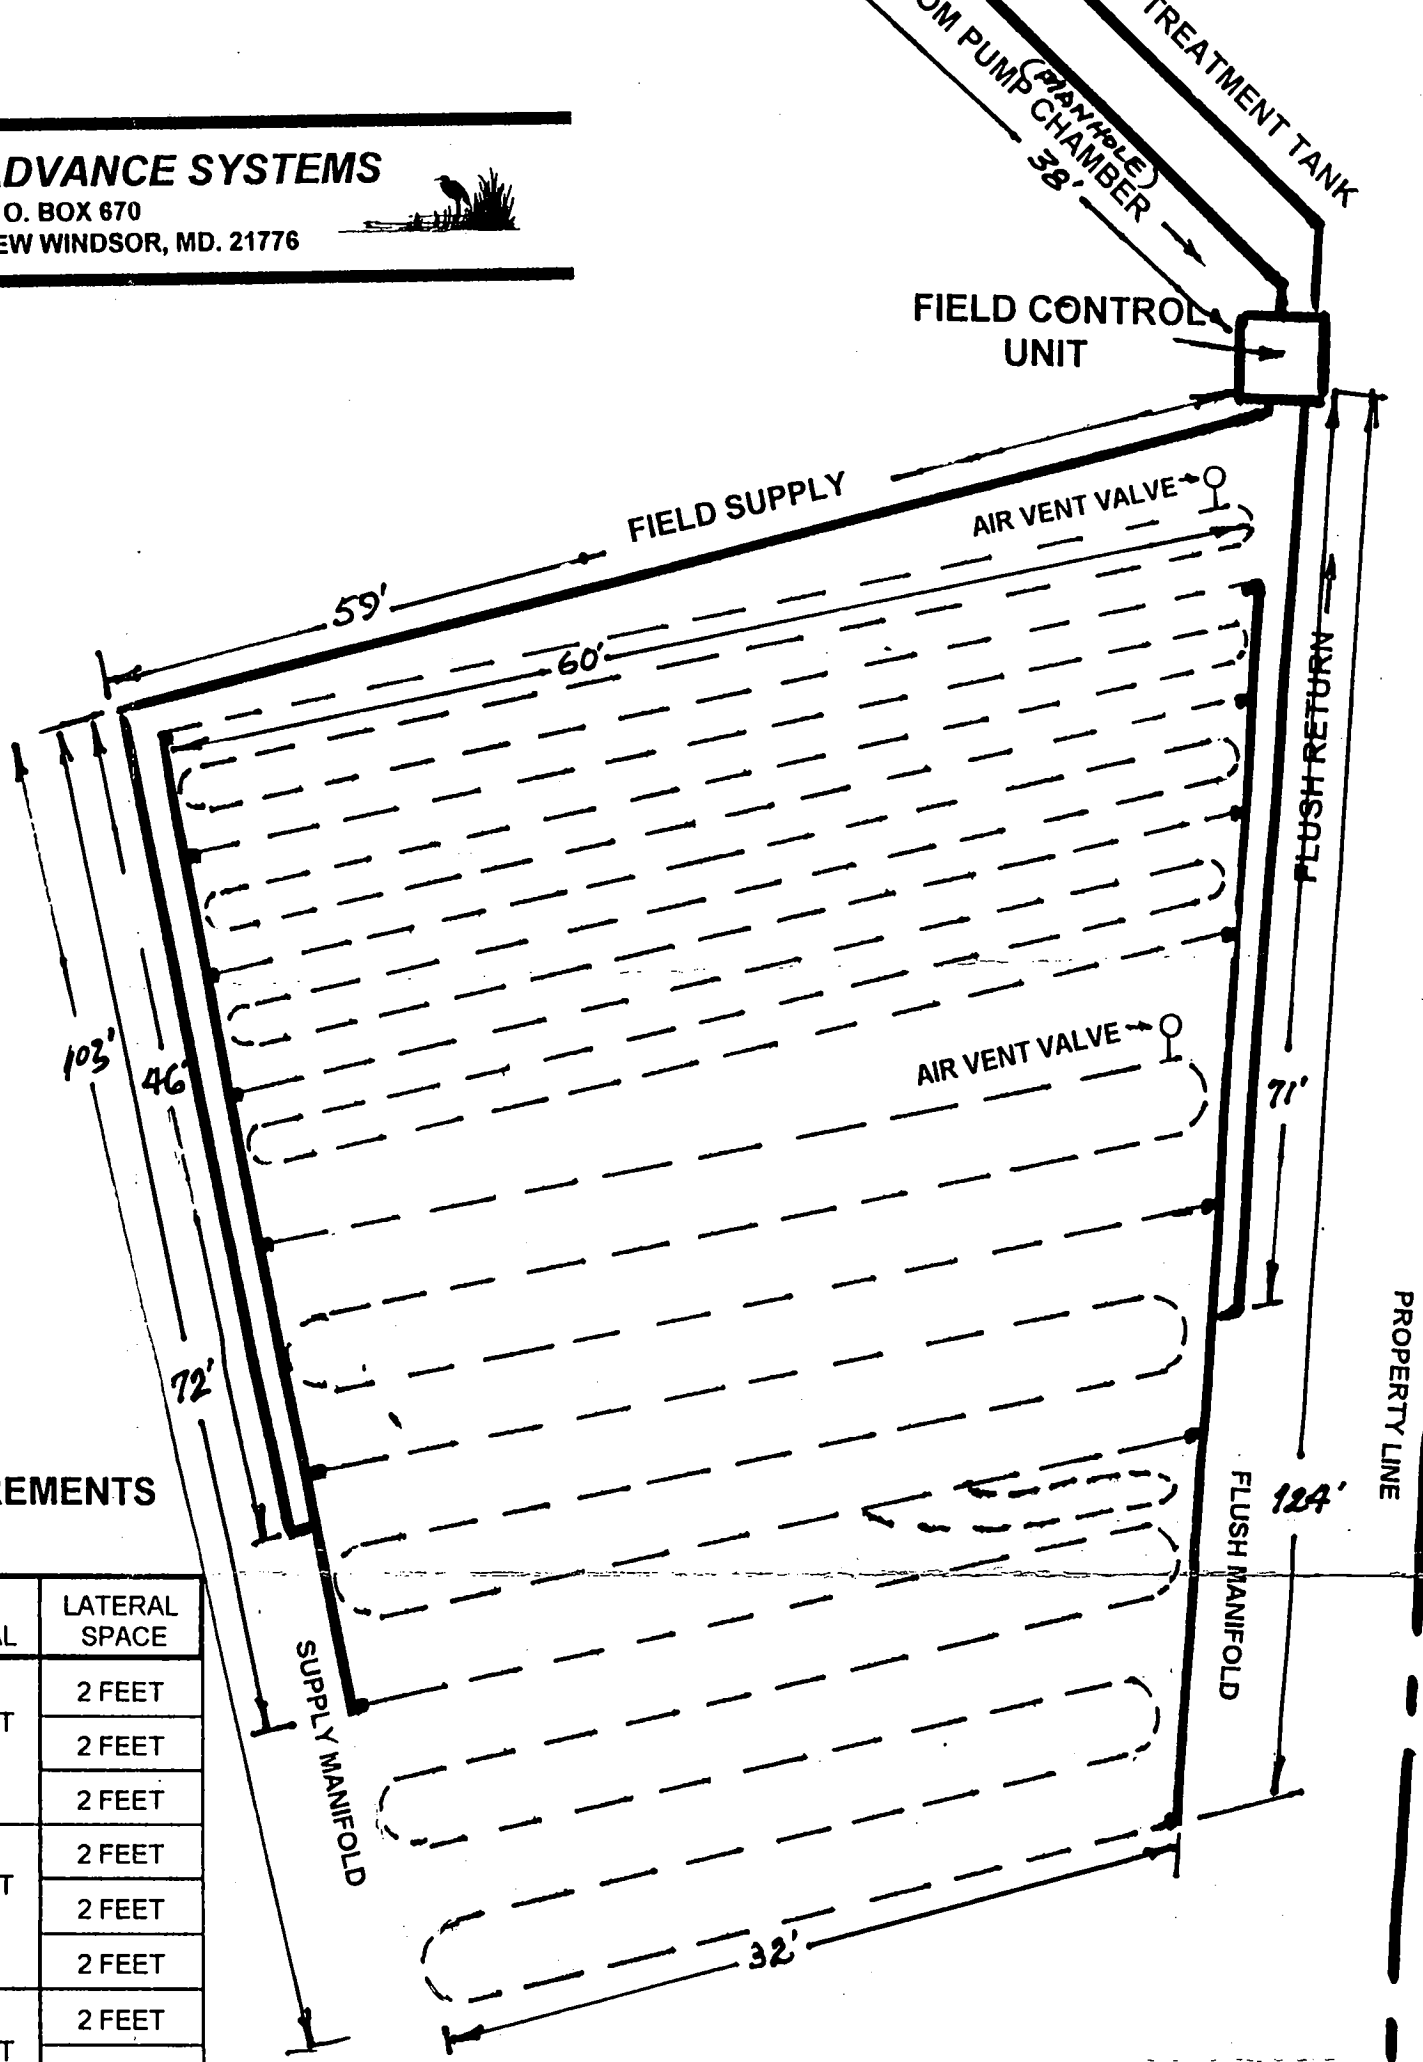 ADVANCE SYSTEMS
O. BOX 670
EW WINDSOR, MD. 21776
TREATMENT TANK
OM PUMP CHAMBER
(MANHOLE)
38'
FIELD CONTROL
UNIT
FIELD SUPPLY
AIR VENT VALVE
59'
60'
FLUSH RETURN
103'
46'
AIR VENT VALVE
71'
72'
PROPERTY LINE
EMENTS
FLUSH MANIFOLD
124'
SUPPLY MANIFOLD
32'
AL
LATERAL
SPACE
2 FEET
T
2 FEET
2 FEET
2 FEET
T
2 FEET
2 FEET
2 FEET
T